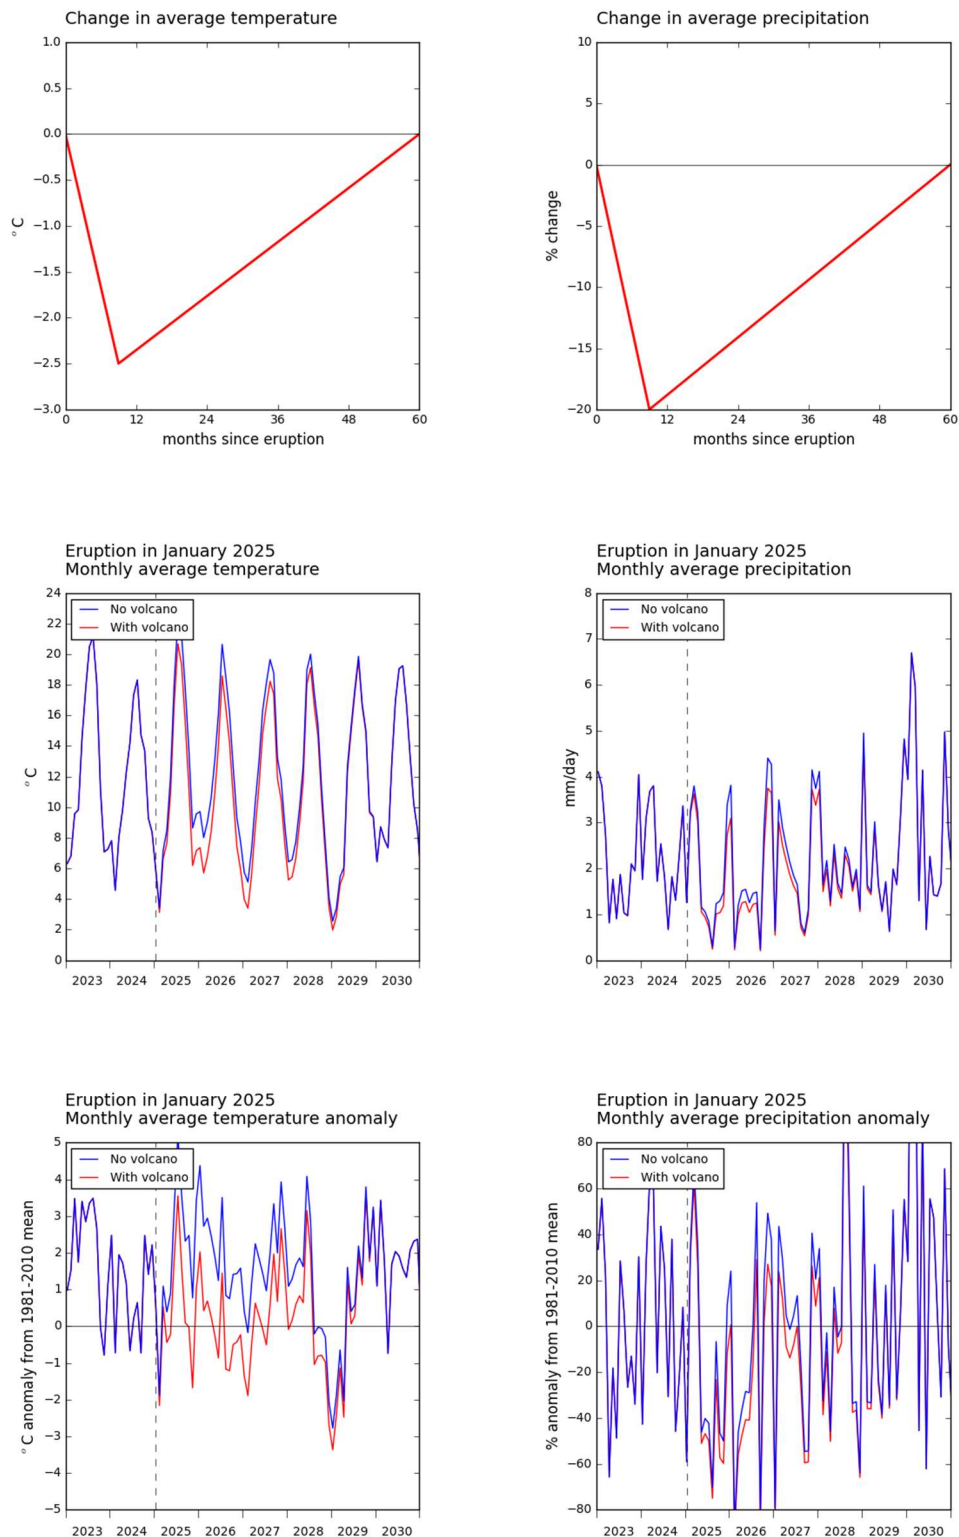 Change in average temperature
1.0
0.5
0.0
−0.5
−1.0
−1.5
−2.0
−2.5
−3.0
°C
0 12 24 36 48 60
months since eruption
Change in average precipitation
10
5
0
−5
−10
−15
−20
% change
0 12 24 36 48 60
months since eruption
Eruption in January 2025
Monthly average temperature
24
22
20
18
16
14
12
10
8
6
4
2
0
°C
No volcano
With volcano
2023 2024 2025 2026 2027 2028 2029 2030
Eruption in January 2025
Monthly average precipitation
8
7
6
5
4
3
2
1
0
mm/day
No volcano
With volcano
2023 2024 2025 2026 2027 2028 2029 2030
Eruption in January 2025
Monthly average temperature anomaly
5
4
3
2
1
0
−1
−2
−3
−4
−5
°C anomaly from 1981-2010 mean
No volcano
With volcano
2023 2024 2025 2026 2027 2028 2029 2030
Eruption in January 2025
Monthly average precipitation anomaly
80
60
40
20
0
−20
−40
−60
−80
% anomaly from 1981-2010 mean
No volcano
With volcano
2023 2024 2025 2026 2027 2028 2029 2030